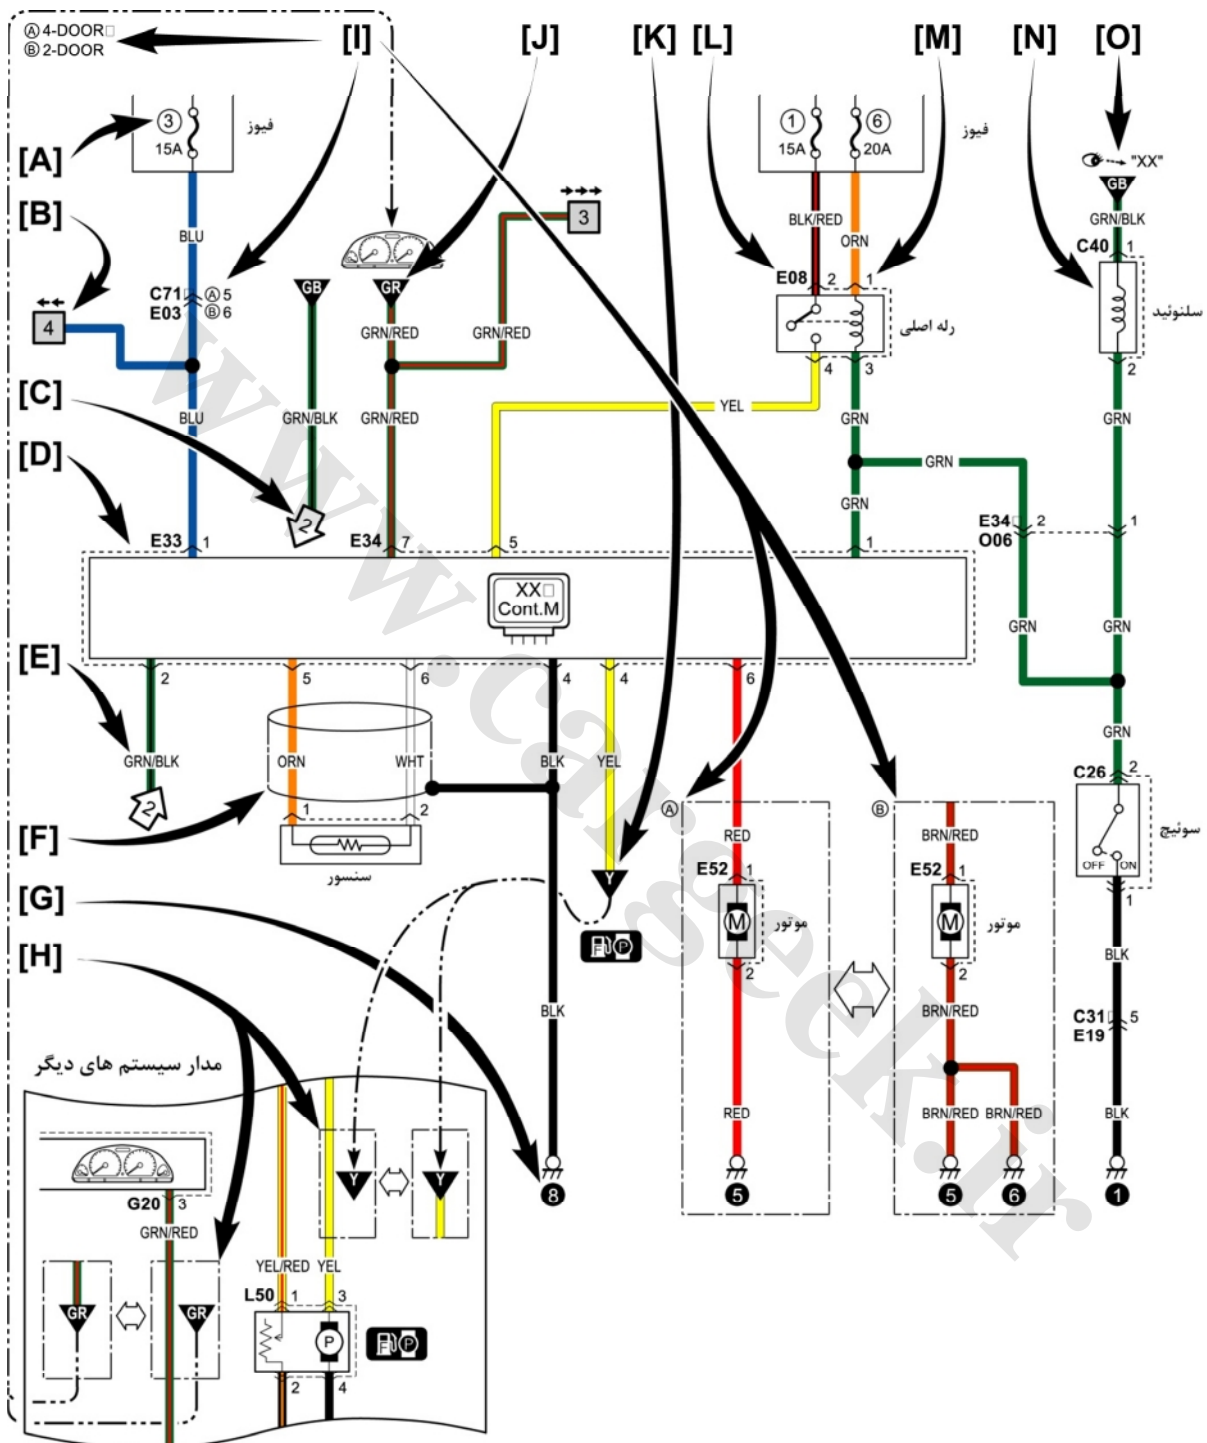 Ⓐ 4-DOOR□
Ⓑ 2-DOOR
[I]
[J]
[K]
[L]
[M]
[N]
[O]
[A]
③
15A
فیوز
①
15A
⑥
20A
فیوز
"XX"
GB
GRN/BLK
[B]
BLU
3
BLK/RED
ORN
C40
1
4
C71
Ⓐ 5
E03
Ⓑ 6
GB
GR
E08
2
1
سلنوئید
GRN/RED
GRN/RED
رله اصلی
4
3
2
[C]
BLU
GRN/BLK
GRN/RED
YEL
GRN
GRN
[D]
GRN
GRN
2
E34
2
O06
1
E33
1
E34
7
5
1
XX□
Cont.M
GRN
GRN
[E]
2
5
6
4
4
6
GRN/BLK
ORN
WHT
BLK
YEL
GRN
2
1
2
C26
2
[F]
سنسور
Ⓐ
RED
Ⓑ
BRN/RED
OFF
ON
سوئیچ
Y
E52
1
E52
1
1
[G]
M
موتور
M
موتور
[H]
F
P
2
2
BLK
BLK
BRN/RED
C31
5
E19
مدار سیستم های دیگر
RED
BRN/RED
BRN/RED
BLK
Y
Y
8
5
5
6
1
G20
3
GRN/RED
YEL/RED
YEL
L50
1
3
GR
GR
P
F
P
2
4
www.cargeek.ir